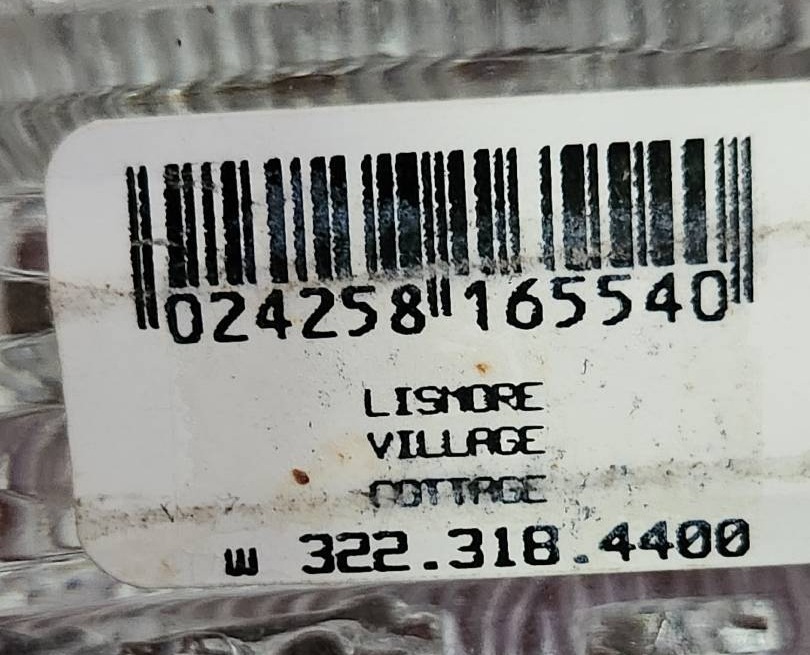 024258 165540
LISMORE
VILLAGE
COTTAGE
W 322.318.4400